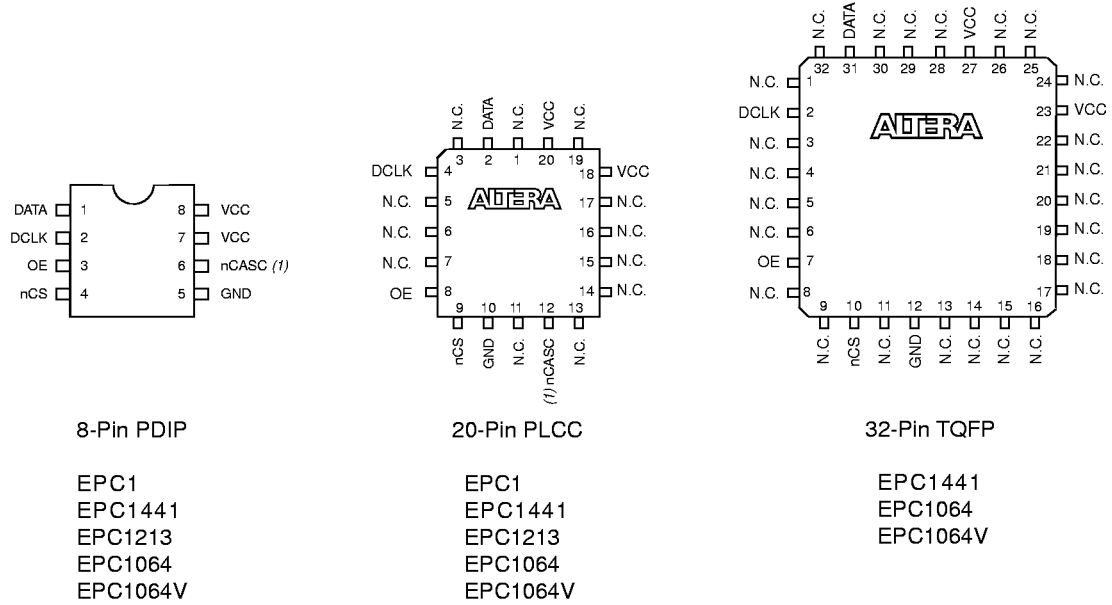 DATA 1 8 VCC
DCLK 2 7 VCC
OE 3 6 nCASC (1)
nCS 4 5 GND
8-Pin PDIP
EPC1
EPC1441
EPC1213
EPC1064
EPC1064V
N.C. DATA N.C. VCC N.C.
3 2 1 20 19
DCLK 4 18 VCC
ALTERA
N.C. 5 17 N.C.
N.C. 6 16 N.C.
N.C. 7 15 N.C.
OE 8 14 N.C.
9 10 11 12 13
nCS GND N.C. (1) nCASC N.C.
20-Pin PLCC
EPC1
EPC1441
EPC1213
EPC1064
EPC1064V
N.C. DATA N.C. N.C. N.C. VCC N.C. N.C.
32 31 30 29 28 27 26 25
N.C. 1 24 N.C.
DCLK 2 23 VCC
ALTERA
N.C. 3 22 N.C.
N.C. 4 21 N.C.
N.C. 5 20 N.C.
N.C. 6 19 N.C.
OE 7 18 N.C.
N.C. 8 17 N.C.
9 10 11 12 13 14 15 16
N.C. nCS N.C. GND N.C. N.C. N.C. N.C.
32-Pin TQFP
EPC1441
EPC1064
EPC1064V